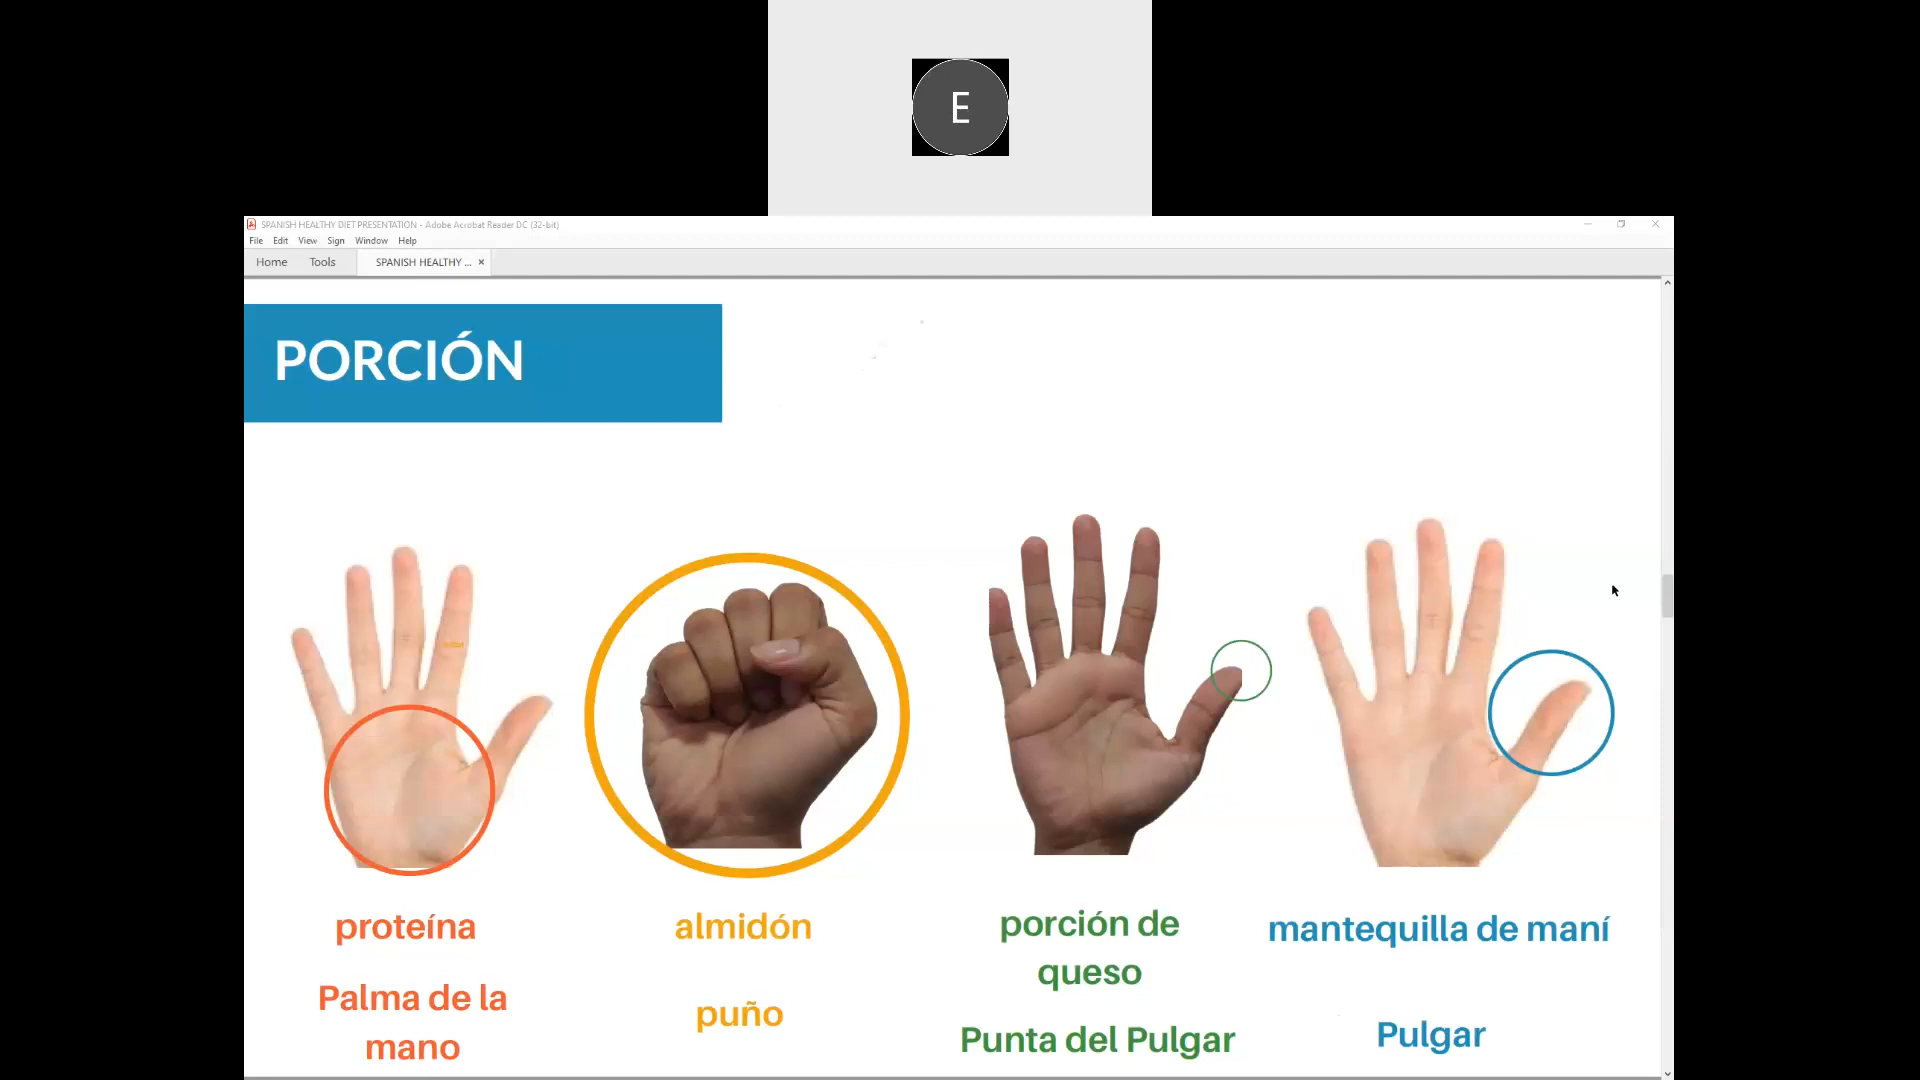 E
SPANISH HEALTHY DIET PRESENTATION - Adobe Acrobat Reader DC (32-bit)
File Edit View Sign Window Help
Home Tools SPANISH HEALTHY ... ×
PORCIÓN
proteína
Palma de la
mano
almidón
puño
porción de
queso
Punta del Pulgar
mantequilla de maní
Pulgar